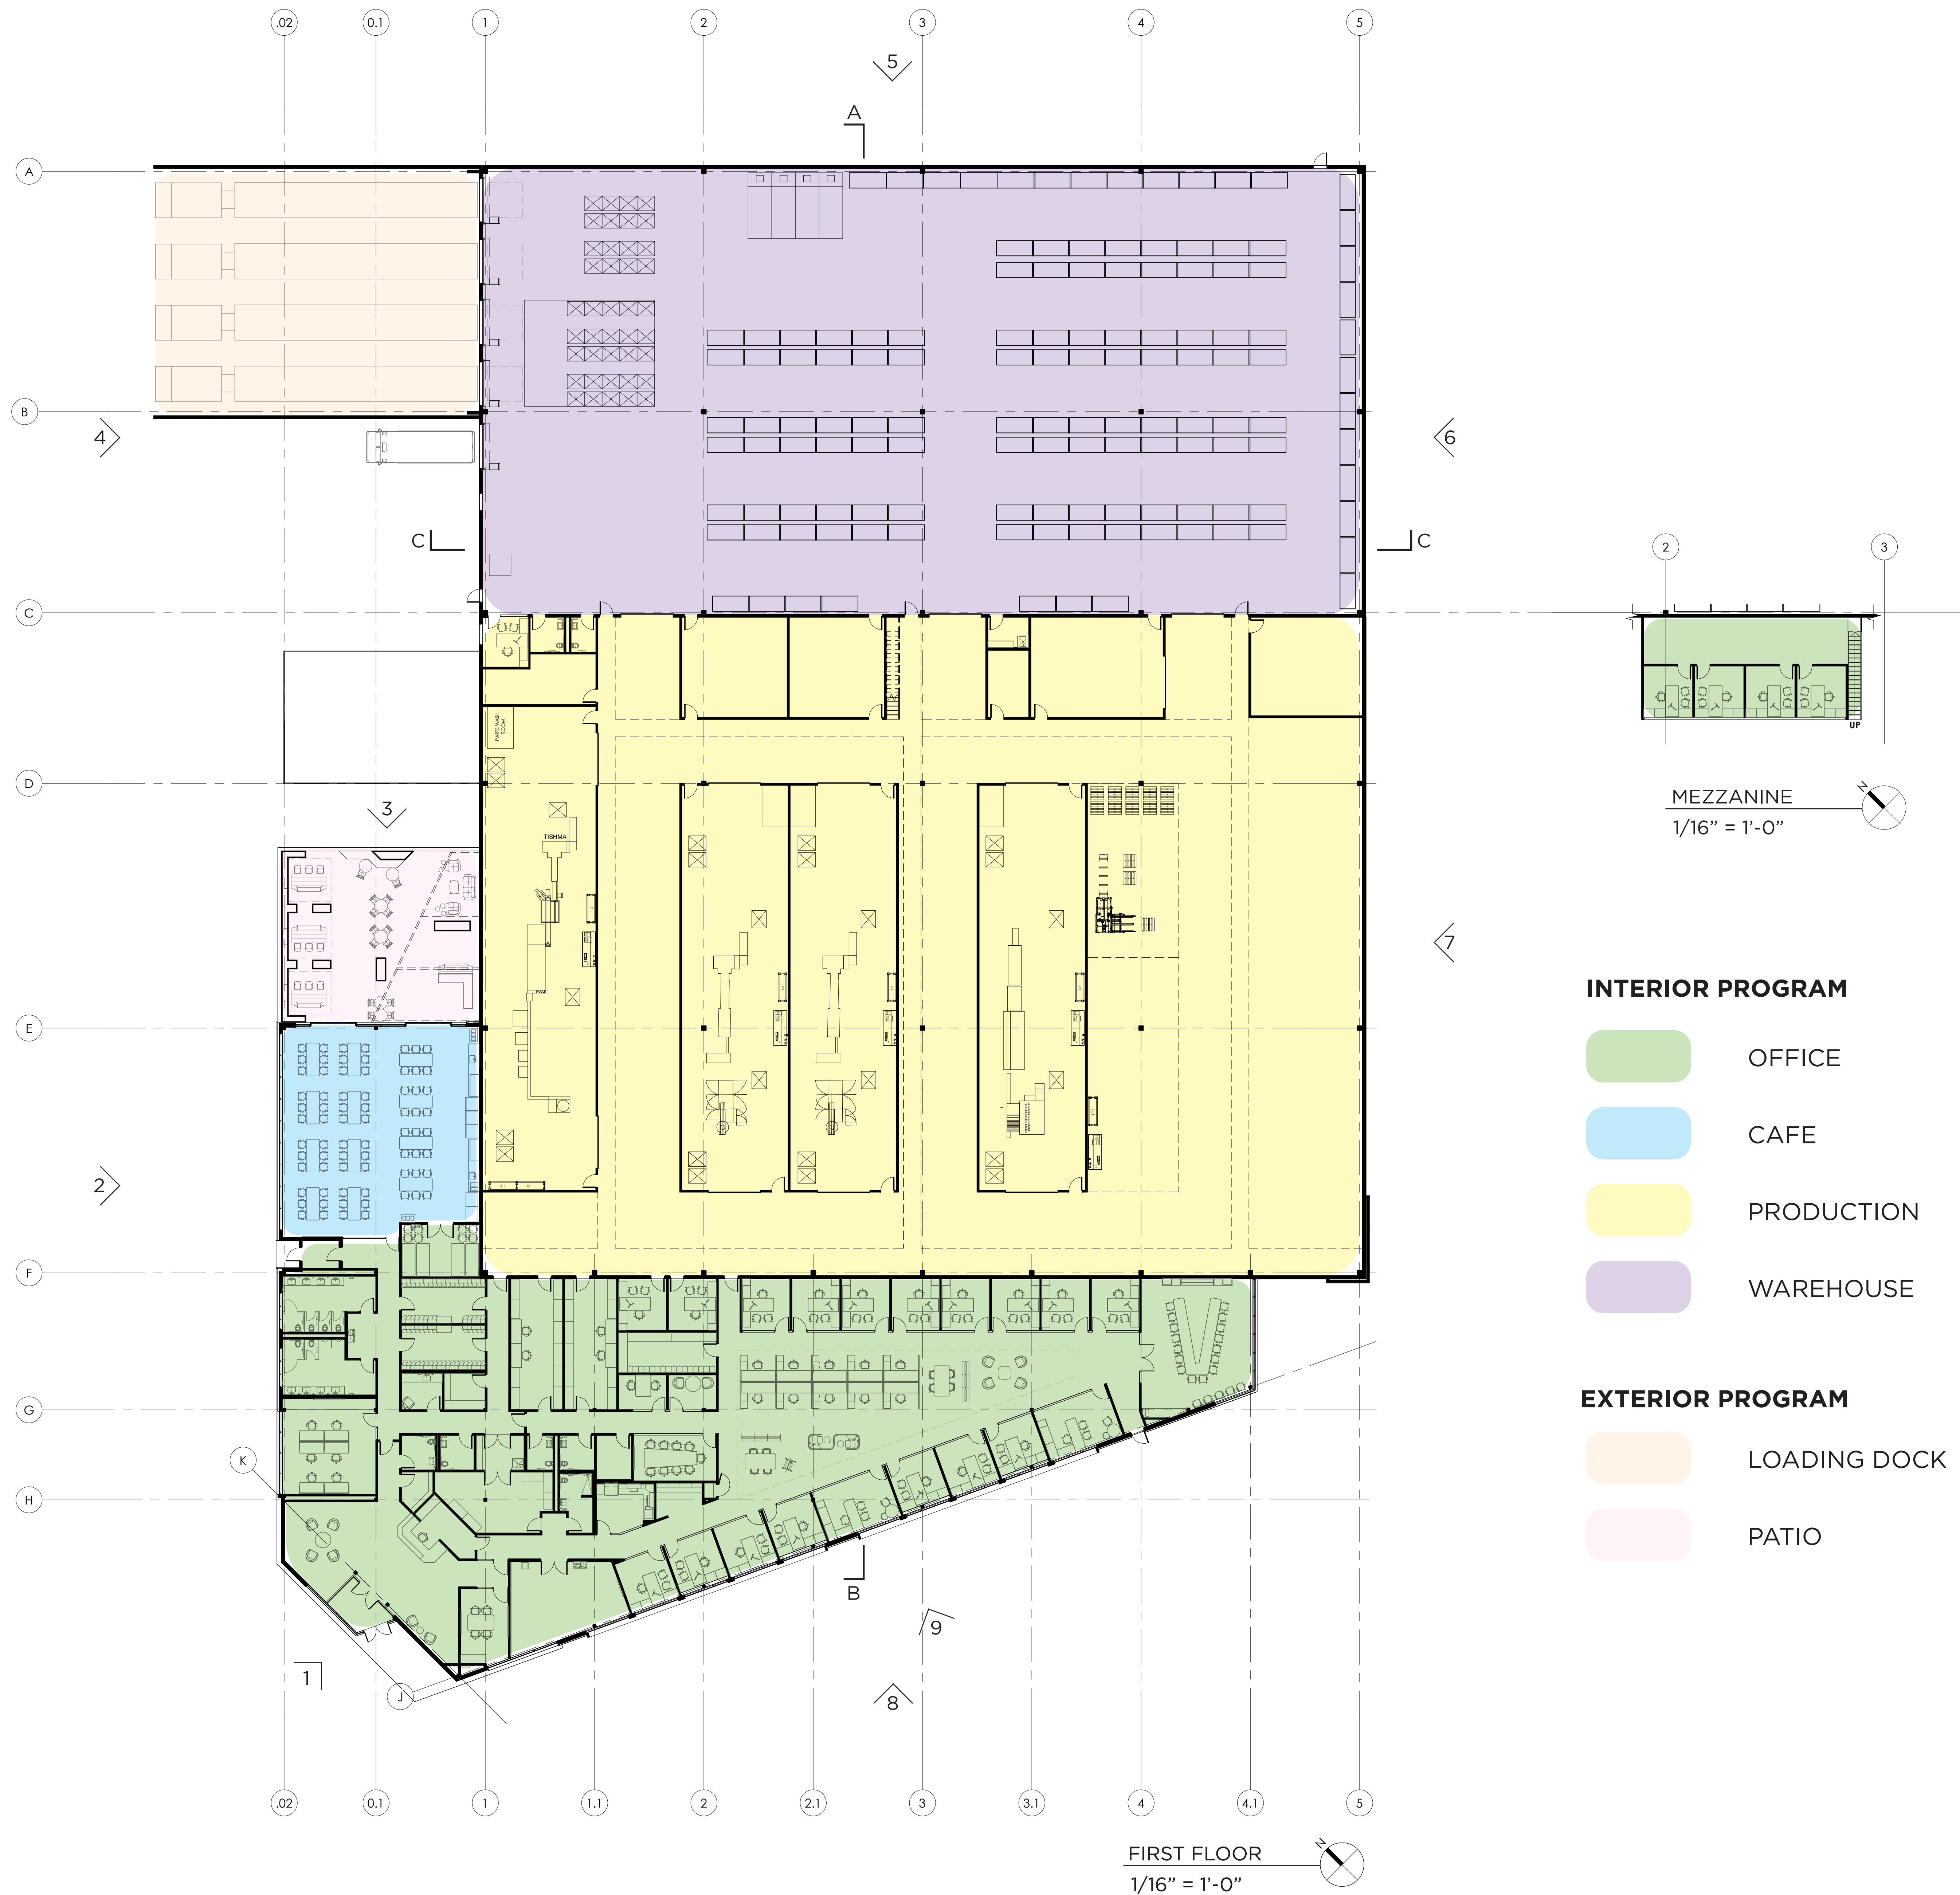 .02 0.1 1 2 3 4 5
5
A
A
B
4
6
C C
2 3
C
PARTS WASH
ROOM
UP
D
MEZZANINE
N
1/16” = 1’-0”
3
TISHMA
7
INTERIOR PROGRAM
E
OFFICE
CAFE
2
PRODUCTION
F
WAREHOUSE
EXTERIOR PROGRAM
G
LOADING DOCK
K
H
PATIO
B
9
1
J
8
.02 0.1 1 1.1 2 2.1 3 3.1 4 4.1 5
FIRST FLOOR
N
1/16” = 1’-0”